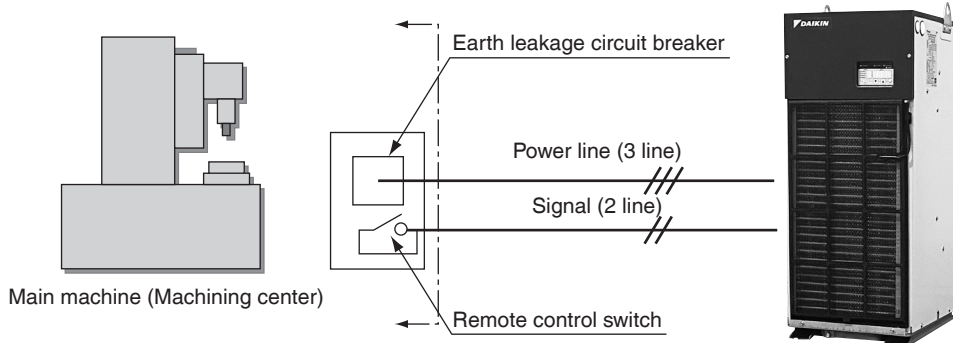 DAIKIN
Earth leakage circuit breaker
Power line (3 line)
Signal (2 line)
Main machine (Machining center)
Remote control switch